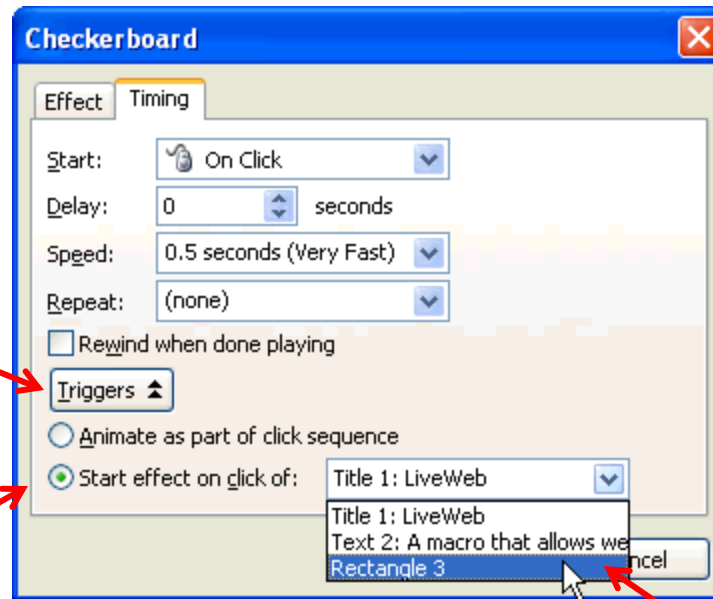 Checkerboard
Effect Timing
Start: On Click
Delay: 0 seconds
Speed: 0.5 seconds (Very Fast)
Repeat: (none)
Rewind when done playing
Triggers
Animate as part of click sequence
Start effect on click of: Title 1: LiveWeb
Title 1: LiveWeb
Text 2: A macro that allows we
Rectangle 3
ncel